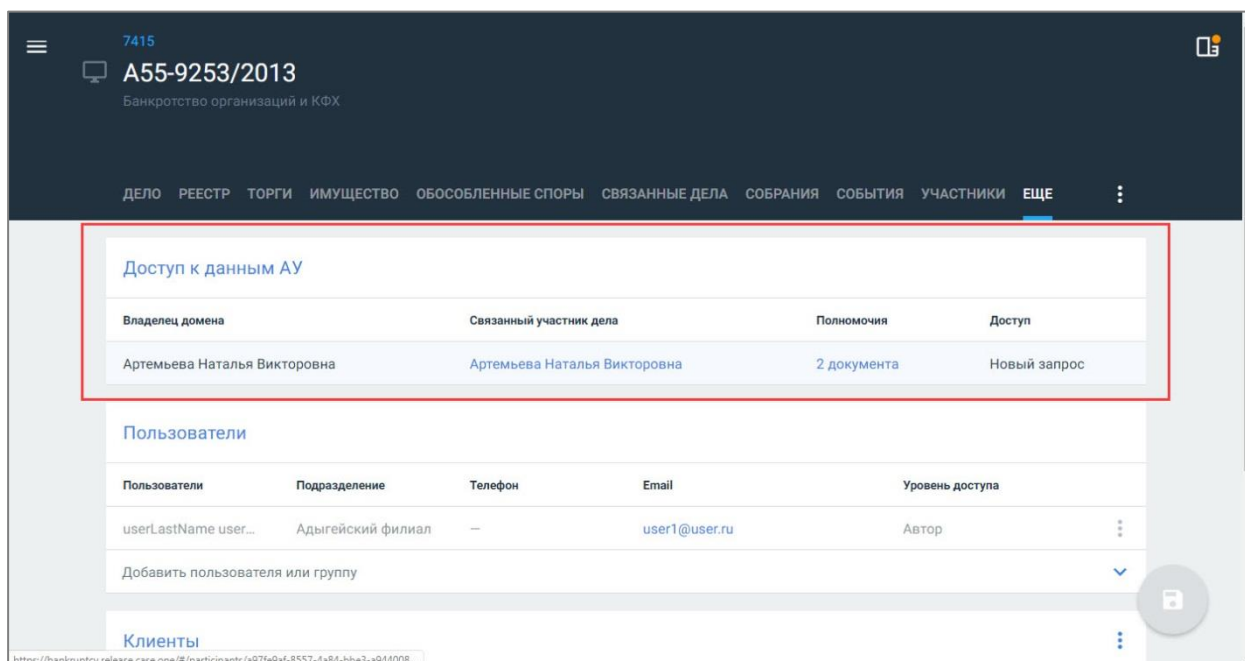 7415
А55-9253/2013
Банкротство организаций и КФХ
ДЕЛО РЕЕСТР ТОРГИ ИМУЩЕСТВО ОБОСОБЛЕННЫЕ СПОРЫ СВЯЗАННЫЕ ДЕЛА СОБРАНИЯ СОБЫТИЯ УЧАСТНИКИ ЕЩЕ
Доступ к данным АУ
Владелец домена Связанный участник дела Полномочия Доступ
Артемьева Наталья Викторовна Артемьева Наталья Викторовна 2 документа Новый запрос
Пользователи
Пользователи Подразделение Телефон Email Уровень доступа
userLastName user... Адыгейский филиал — user1@user.ru Автор
Добавить пользователя или группу
Клиенты